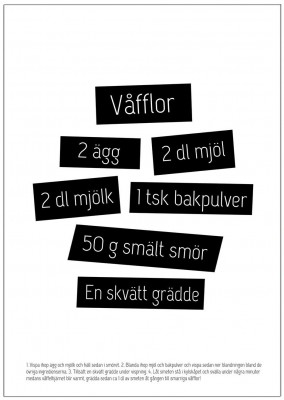 Våfflor
2 ägg
2 dl mjöl
2 dl mjölk
1 tsk bakpulver
50 g smält smör
En skvätt grädde
1. Vispa ihop ägg och mjölk och häll sedan i smöret. 2. Blanda ihop mjöl och bakpulver och vispa sedan ner blandningen bland de
övriga ingredienserna. 3. Tillsätt en skvätt grädde under vispning. 4. Låt smeten stå i kylskåpet och svälla under några minuter
medans våffeljärnet blir varmt, grädda sedan ca 1 dl av smeten åt gången till smarriga våfflor!